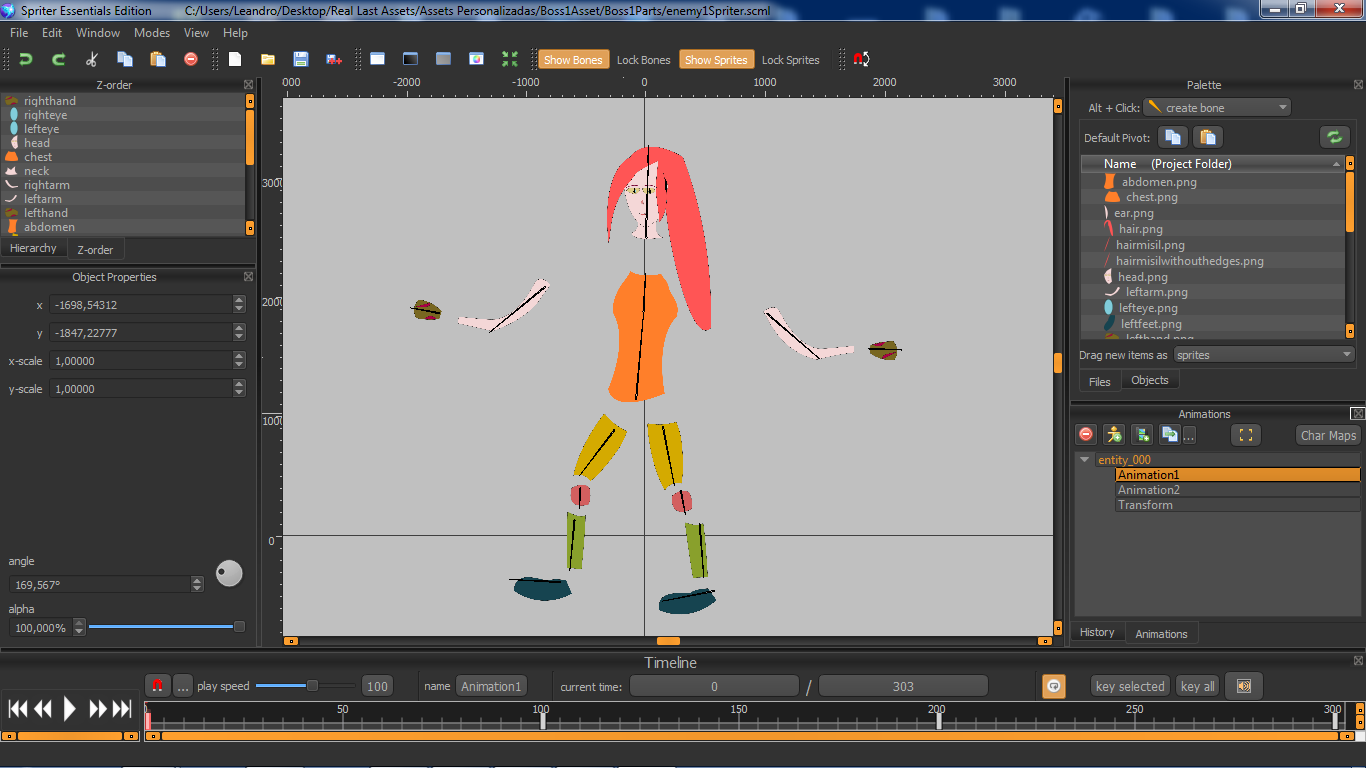 Spriter Essentials Edition C:/Users/Leandro/Desktop/Real Last Assets/Assets Personalizadas/Boss1Asset/Boss1Parts/enemy1Spriter.scml
File Edit Window Modes View Help
Show Bones Lock Bones Show Sprites Lock Sprites
Z-order
righthand
righteye
lefteye
head
chest
neck
rightarm
leftarm
lefthand
abdomen
Hierarchy Z-order
Object Properties
x -1698,54312
y -1847,22777
x-scale 1,00000
y-scale 1,00000
angle
169,567º
alpha
100,000%
000 -2000 -1000 0 1000 2000 3000
3000
2000
1000
0
Palette
Alt + Click: create bone
Default Pivot:
Name (Project Folder)
abdomen.png
chest.png
ear.png
hair.png
hairmisil.png
hairmisilwithouthedges.png
head.png
leftarm.png
lefteye.png
leftfeet.png
lefthand.png
Drag new items as sprites
Files Objects
Animations
... Char Maps
entity_000
Animation1
Animation2
Transform
History Animations
Timeline
... play speed 100 name Animation1 current time: 0 / 303 key selected key all
0 50 100 150 200 250 300